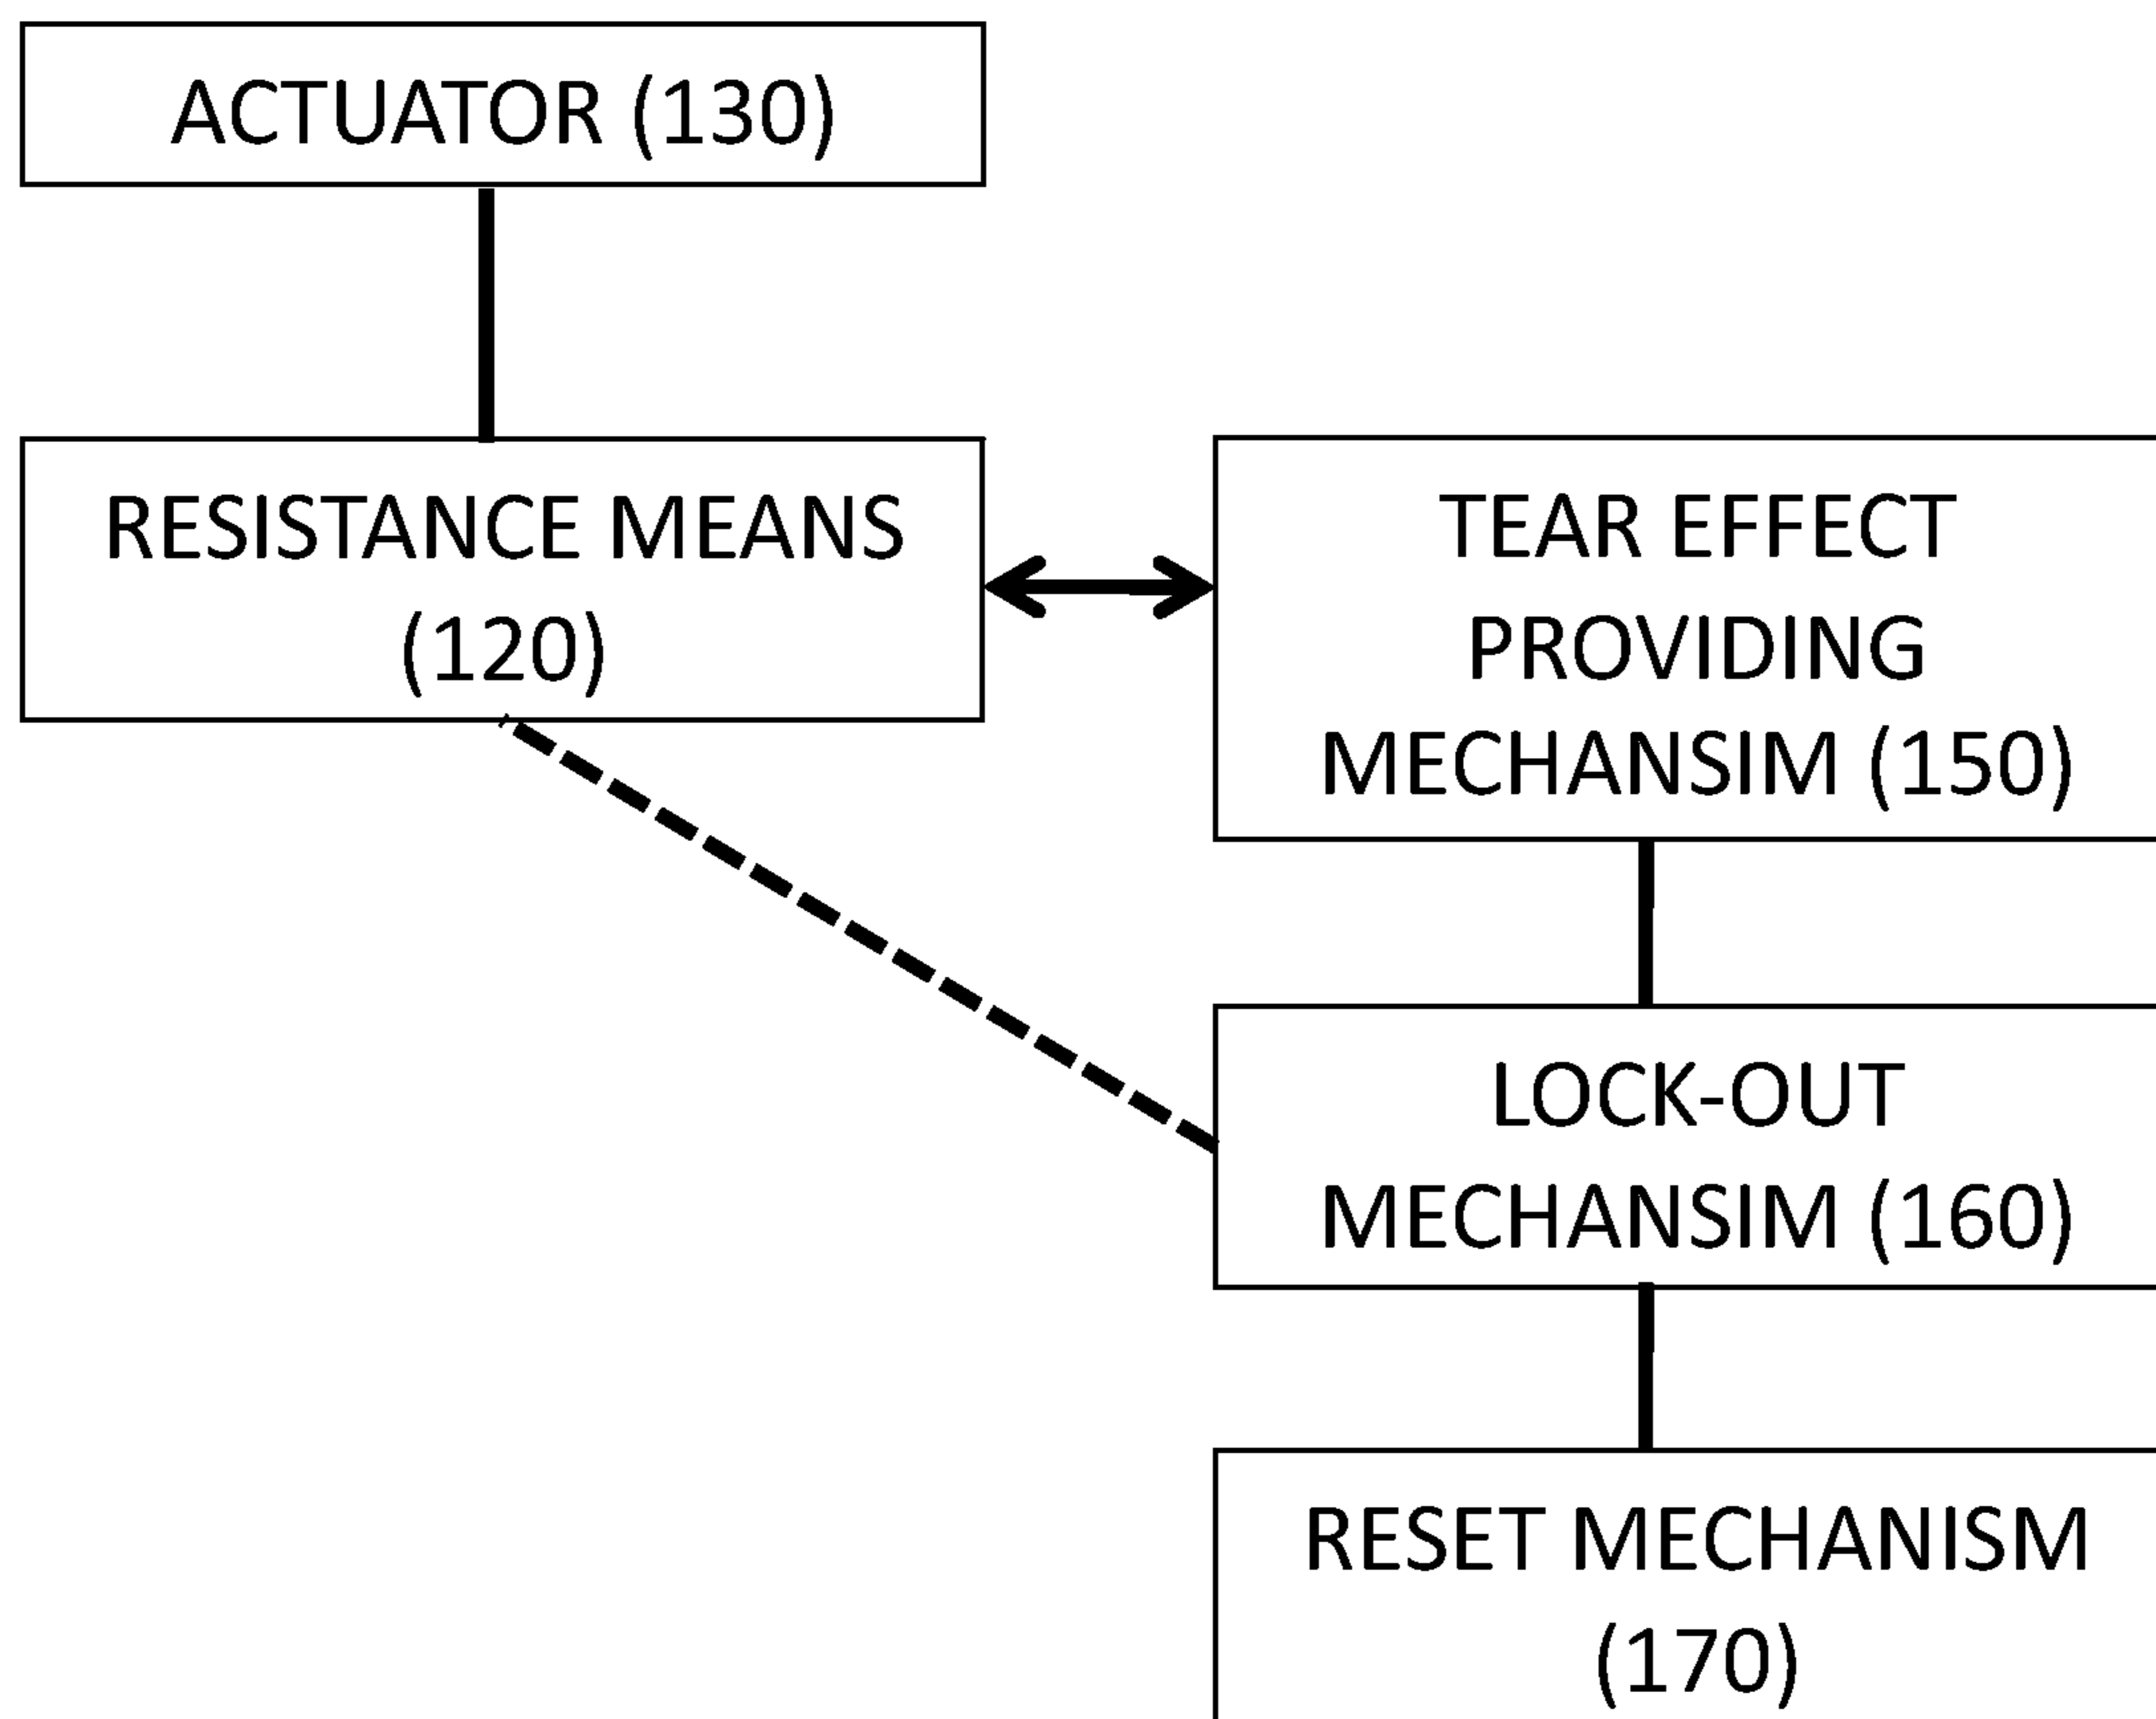 ACTUATOR (130)
RESISTANCE MEANS
(120)
TEAR EFFECT
PROVIDING
MECHANSIM (150)
LOCK-OUT
MECHANSIM (160)
RESET MECHANISM
(170)